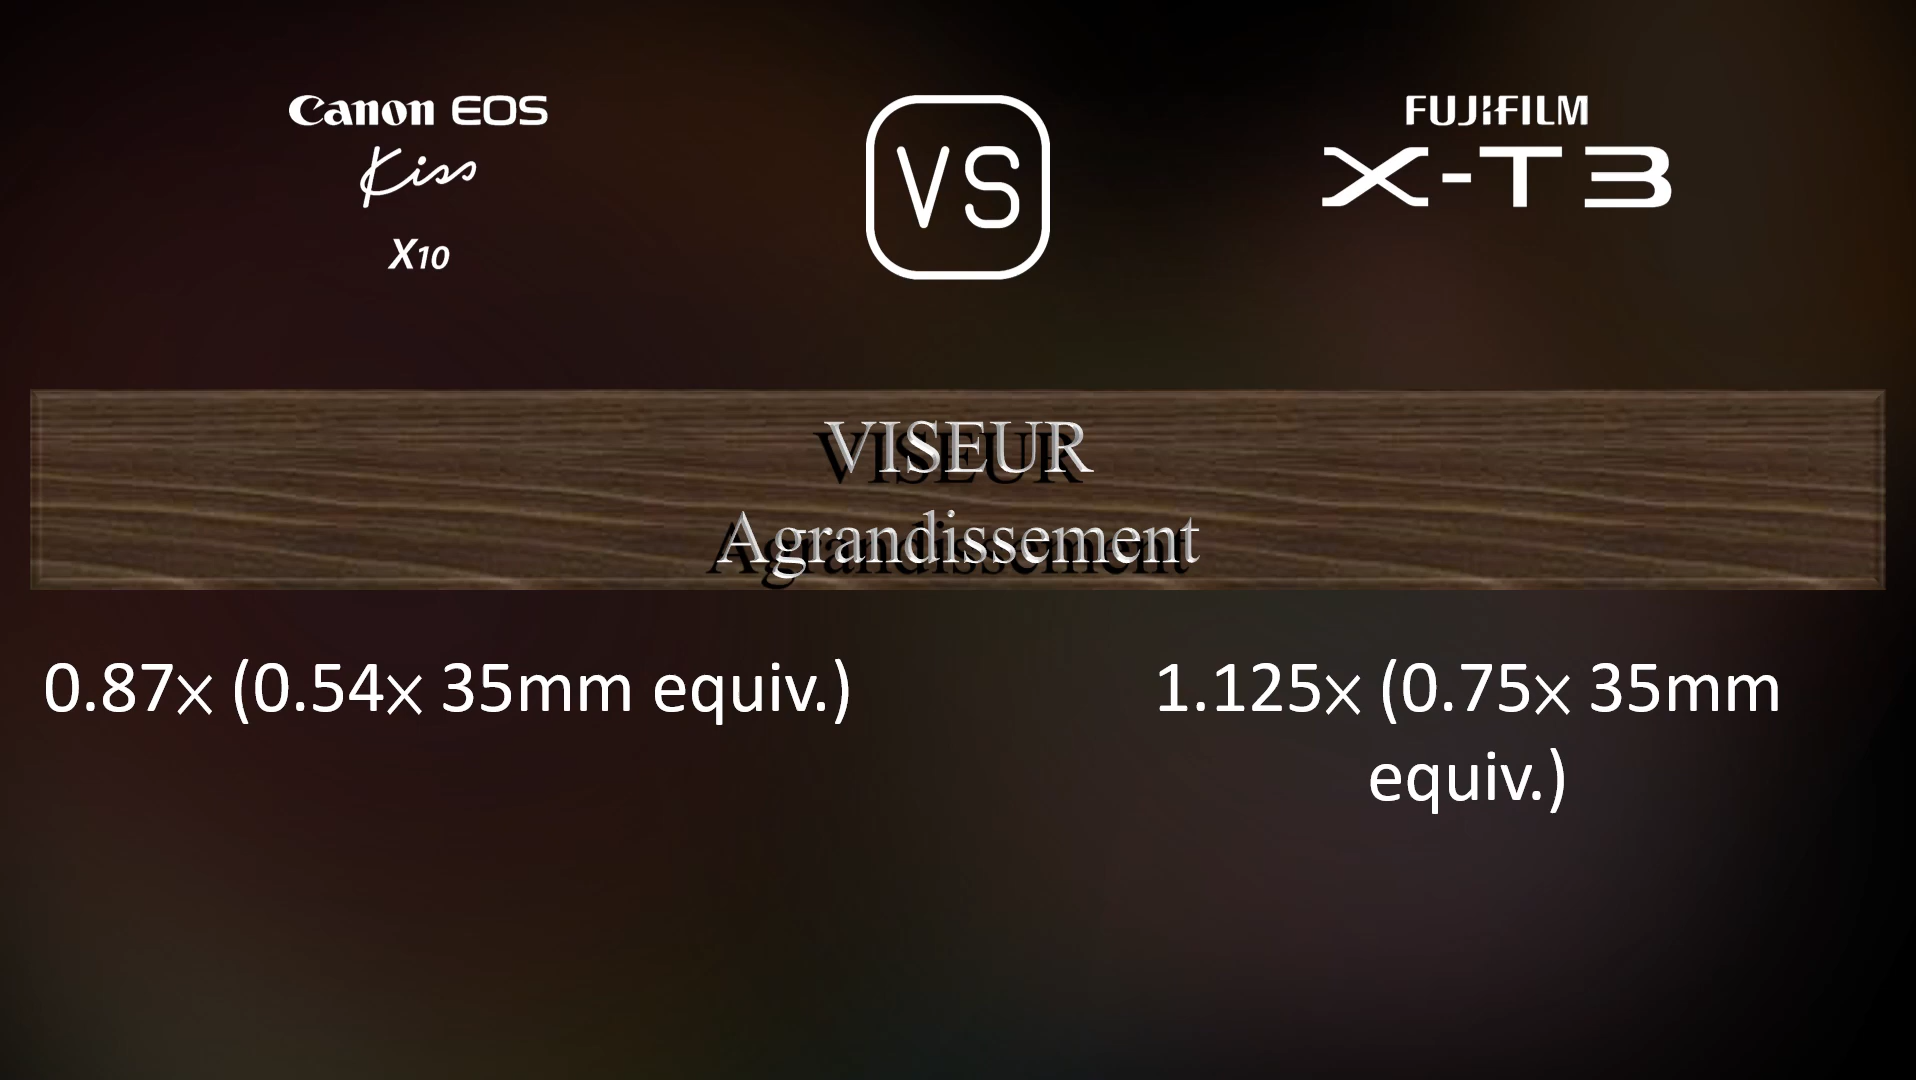 Canon EOS
Kiss
X10
VS
FUJIFILM
X-T3
VISEUR
Agrandissement
0.87× (0.54× 35mm equiv.)
1.125× (0.75× 35mm
equiv.)